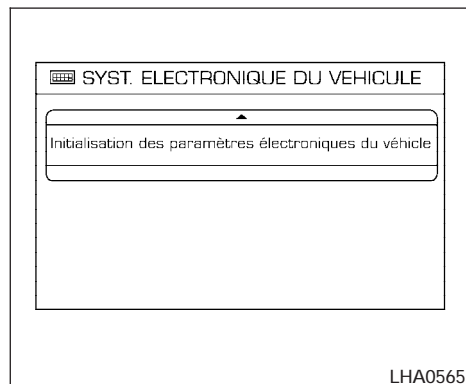 SYST. ELECTRONIQUE DU VEHICULE
Initialisation des paramètres électroniques du véhicle
LHA0565